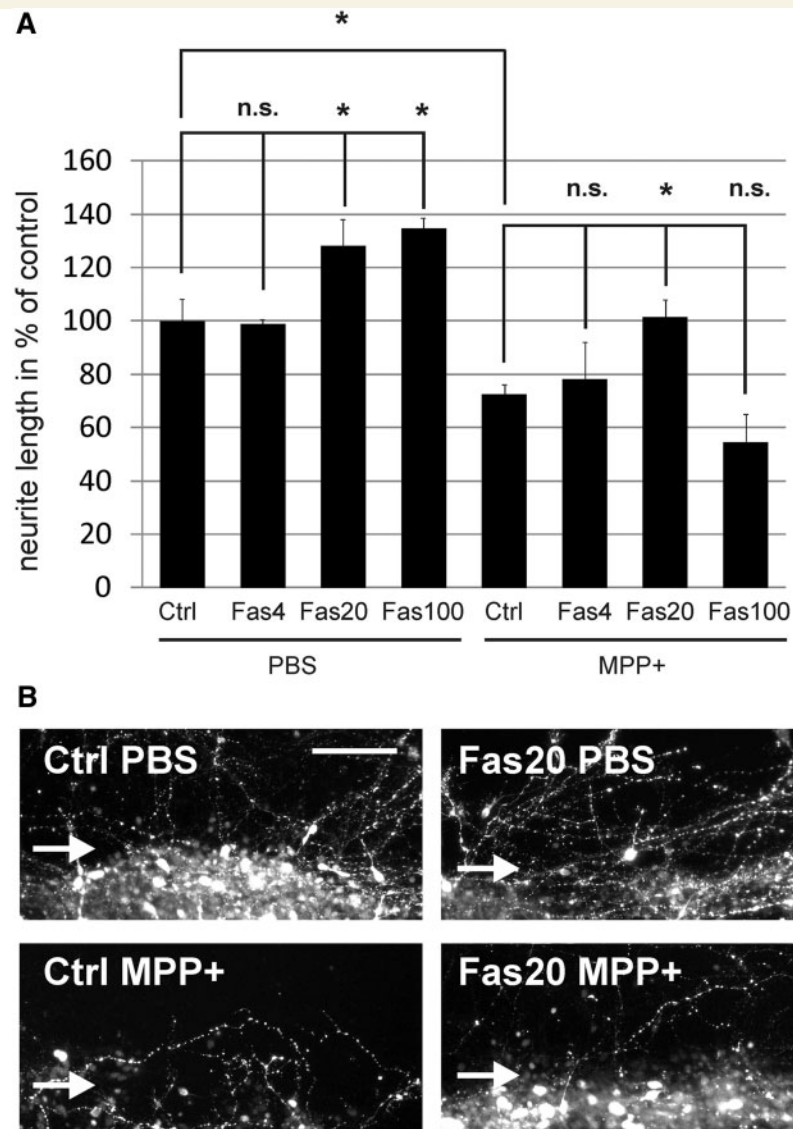 A
*
n.s. * *
n.s. * n.s.
160
140
120
100
80
60
40
20
0
neurite length in % of control
Ctrl Fas4 Fas20 Fas100 Ctrl Fas4 Fas20 Fas100
PBS MPP+
B
Ctrl PBS Fas20 PBS
Ctrl MPP+ Fas20 MPP+